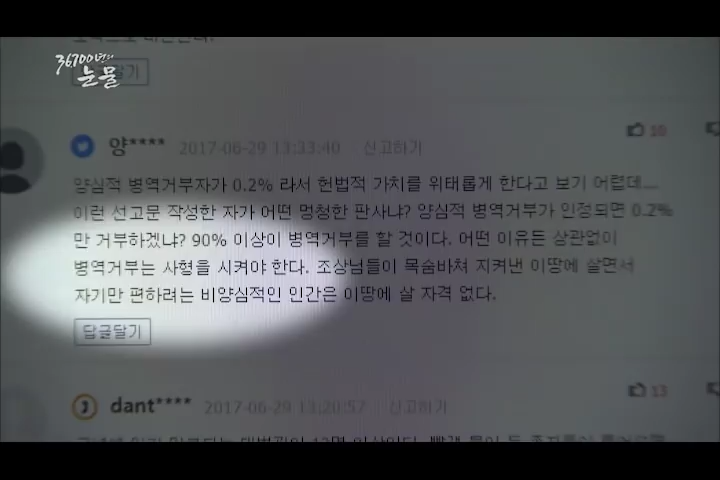 36,700년의
눈물
달기
양**** 2017-06-29 13:33:40 신고하기
10
양심적 병역거부자가 0.2% 라서 헌법적 가치를 위태롭게 한다고 보기 어렵데....
이런 선고문 작성한 자가 어떤 멍청한 판사냐? 양심적 병역거부가 인정되면 0.2%
만 거부하겠냐? 90% 이상이 병역거부를 할 것이다. 어떤 이유든 상관없이
병역거부는 사형을 시켜야 한다. 조상님들이 목숨바쳐 지켜낸 이땅에 살면서
자기만 편하려는 비양심적인 인간은 이땅에 살 자격 없다.
답글달기
13
dant**** 2017-06-29 13:20:52 신고하기